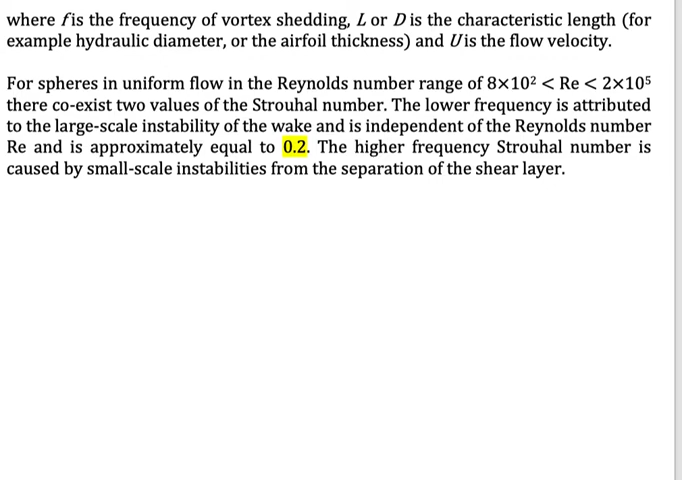 where f is the frequency of vortex shedding, L or D is the characteristic length (for
example hydraulic diameter, or the airfoil thickness) and U is the flow velocity.
For spheres in uniform flow in the Reynolds number range of 8×10² < Re < 2×10⁵
there co-exist two values of the Strouhal number. The lower frequency is attributed
to the large-scale instability of the wake and is independent of the Reynolds number
Re and is approximately equal to 0.2. The higher frequency Strouhal number is
caused by small-scale instabilities from the separation of the shear layer.